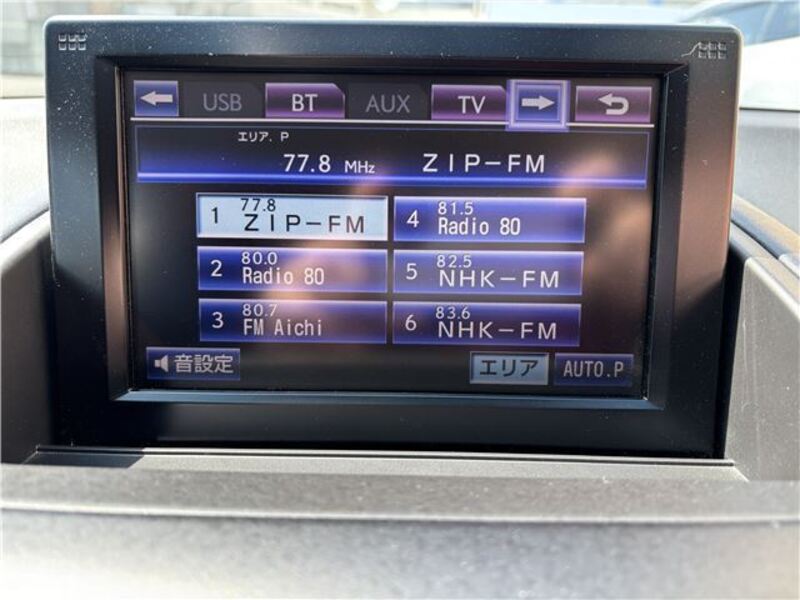 USB BT AUX TV
エリア. P
77.8 MHz ZIP-FM
1 77.8 ZIP-FM
4 81.5 Radio 80
2 80.0 Radio 80
5 82.5 NHK-FM
3 80.7 FM Aichi
6 83.6 NHK-FM
音設定 エリア AUTO.P